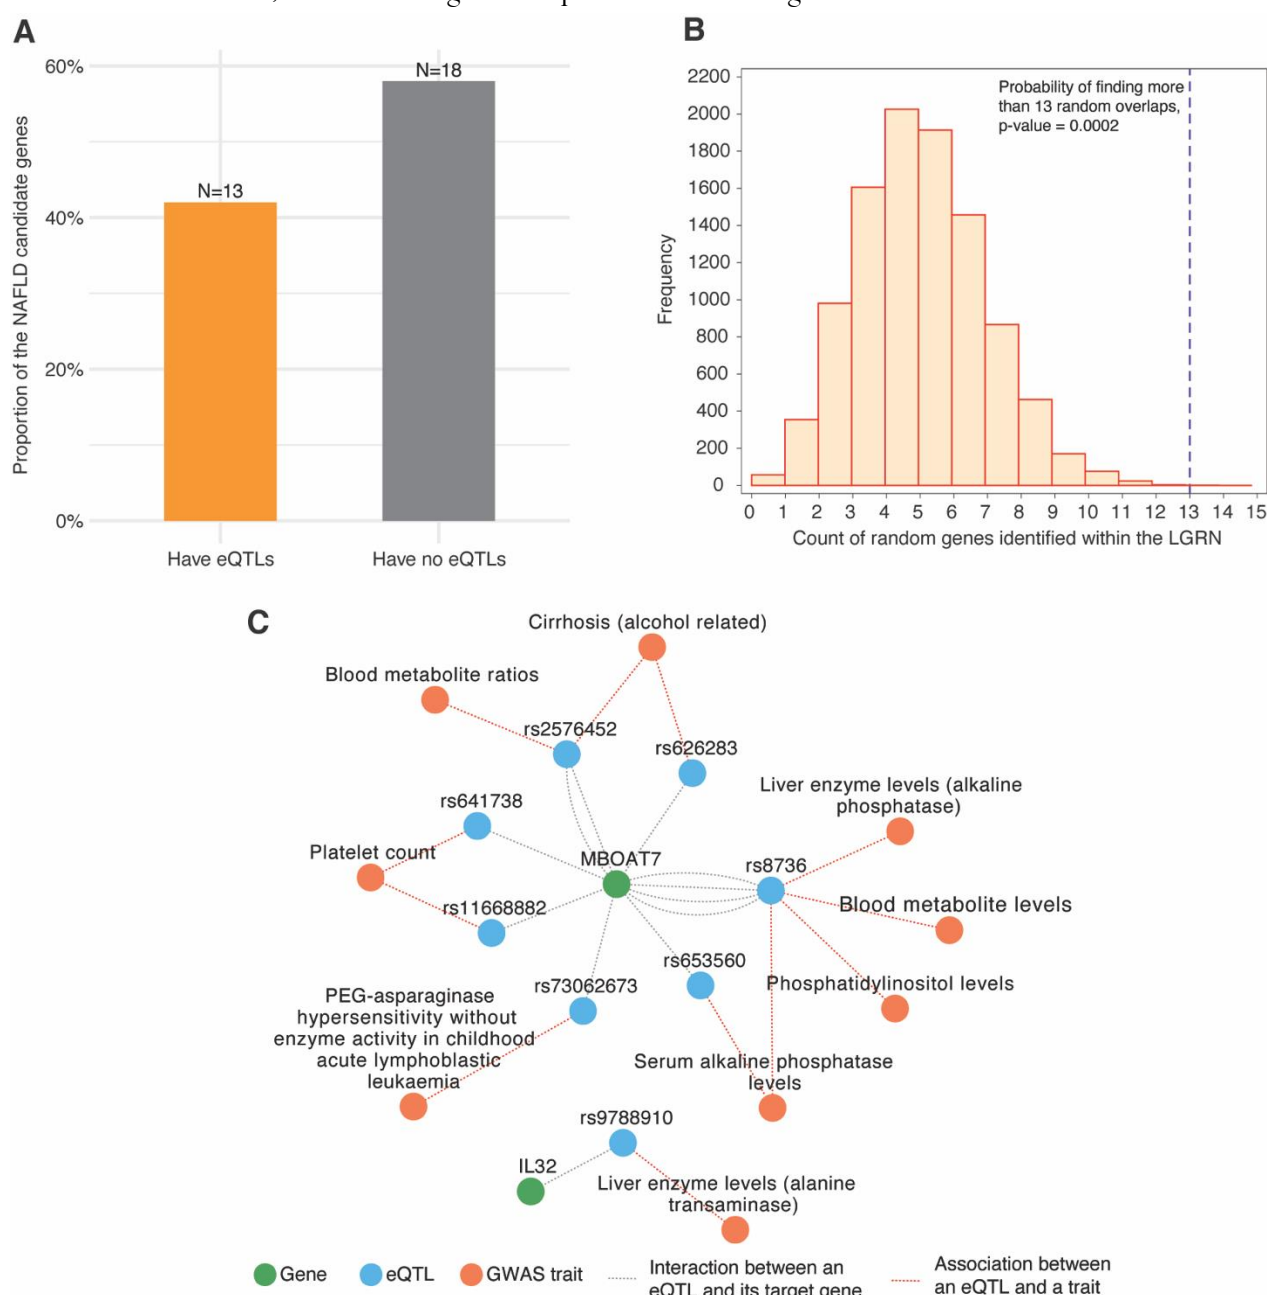 A
60%
40%
20%
0%
Proportion of the NAFLD candidate genes
N=13
N=18
Have eQTLs
Have no eQTLs
B
2200
2000
1800
1600
1400
1200
1000
800
600
400
200
0
Frequency
Probability of finding more
than 13 random overlaps,
p-value = 0.0002
0 1 2 3 4 5 6 7 8 9 10 11 12 13 14 15
Count of random genes identified within the LGRN
C
Cirrhosis (alcohol related)
Blood metabolite ratios
rs2576452
rs626283
Liver enzyme levels (alkaline
phosphatase)
rs641738
Platelet count
MBOAT7
rs8736
rs11668882
Blood metabolite levels
rs653560
Phosphatidylinositol levels
rs73062673
PEG-asparaginase
hypersensitivity without
enzyme activity in childhood
acute lymphoblastic
leukaemia
Serum alkaline phosphatase
levels
rs9788910
IL32
Liver enzyme levels (alanine
transaminase)
Gene
eQTL
GWAS trait
Interaction between an
eQTL and its target gene
Association between
an eQTL and a trait